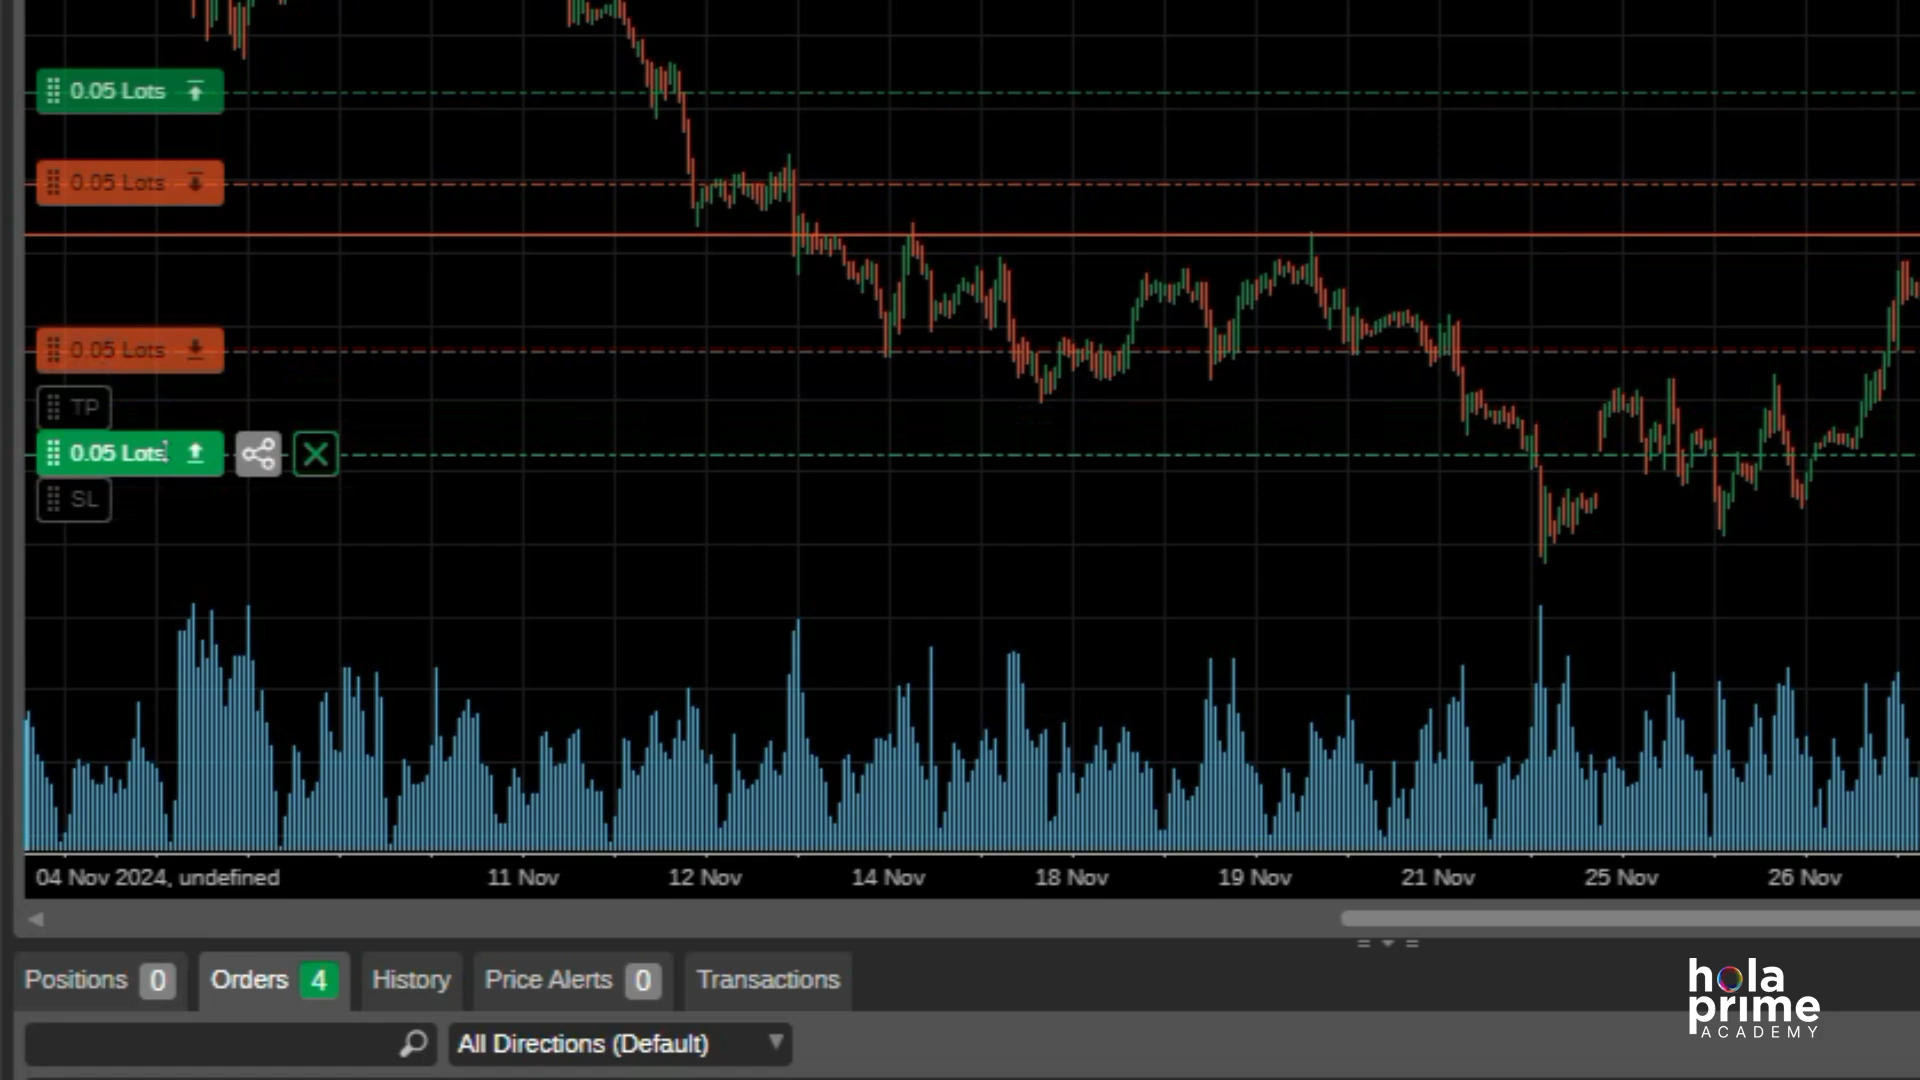 0.05 Lots
0.05 Lots
0.05 Lots
TP
0.05 Lots
SL
04 Nov 2024, undefined 11 Nov 12 Nov 14 Nov 18 Nov 19 Nov 21 Nov 25 Nov 26 Nov
Positions 0 Orders 4 History Price Alerts 0 Transactions
All Directions (Default)
hola
prime
ACADEMY